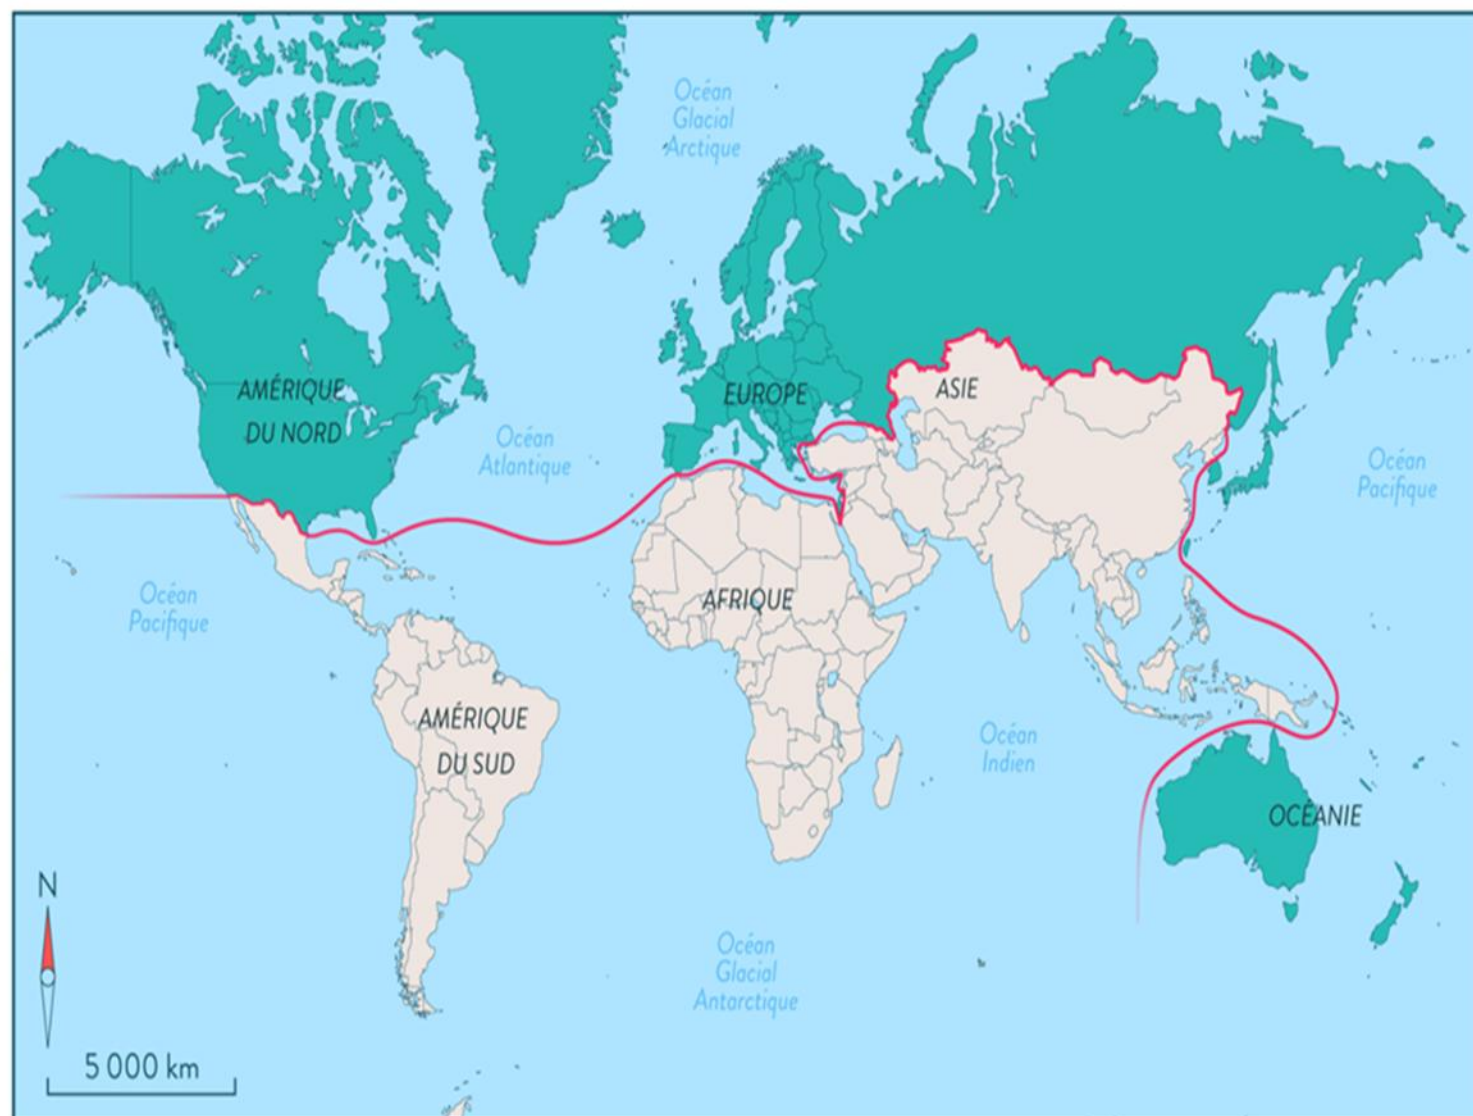 Océan
Glacial
Arctique
AMÉRIQUE
DU NORD
EUROPE
ASIE
Océan
Atlantique
Océan
Pacifique
Océan
Pacifique
AFRIQUE
AMÉRIQUE
DU SUD
Océan
Indien
OCÉANIE
N
Océan
Glacial
Antarctique
5 000 km